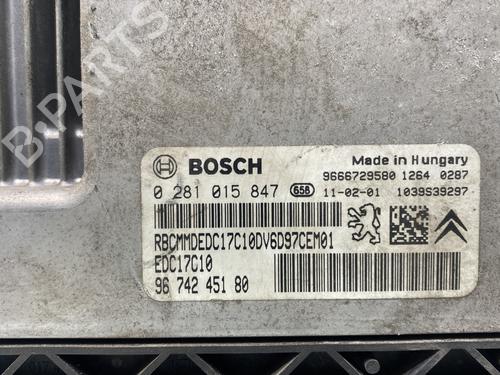 B-PARTS
BOSCH
Made in Hungary
9666729580 1264 0287
0 281 015 847 658 11-02-01 1039S39297
RBCMMDEDC17C10DV6D97CEM01
EDC17C10
96 742 451 80